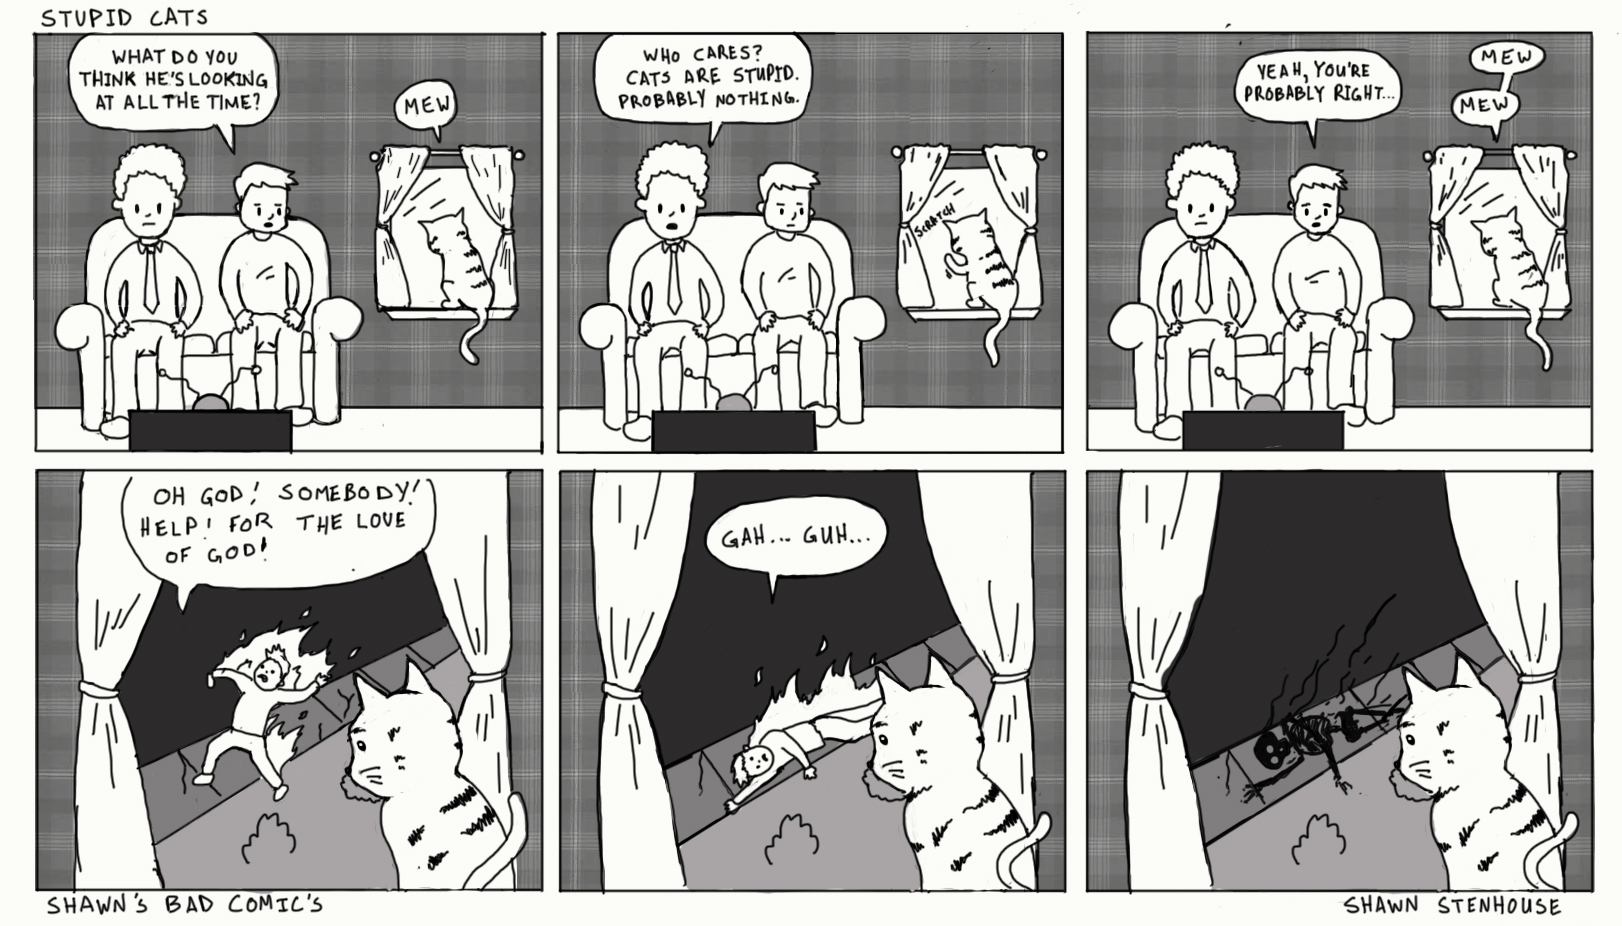 STUPID CATS
WHAT DO YOU
THINK HE'S LOOKING
AT ALL THE TIME?
MEW
WHO CARES?
CATS ARE STUPID.
PROBABLY NOTHING.
SCRATCH
YEAH, YOU'RE
PROBABLY RIGHT...
MEW
MEW
OH GOD! SOMEBODY!
HELP! FOR THE LOVE
OF GOD!
GAH... GUH...
SHAWN'S BAD COMIC'S
SHAWN STENHOUSE